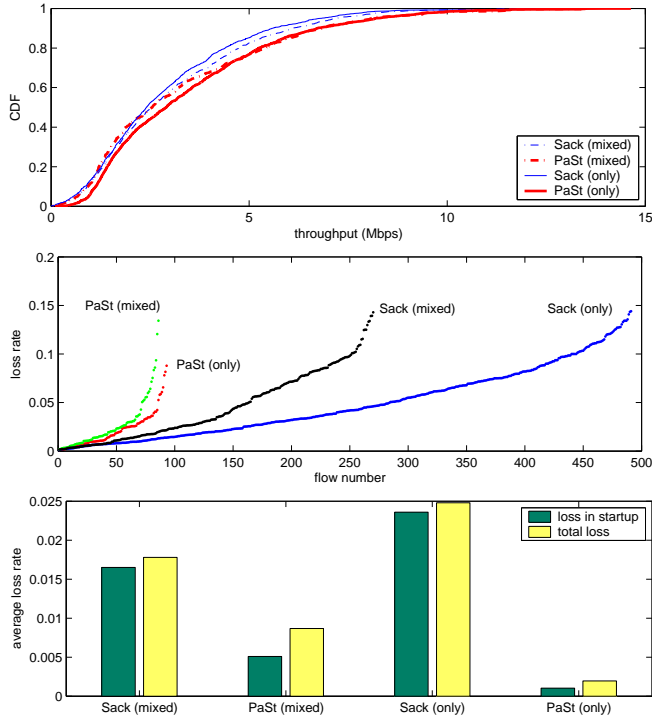 1
0.8
0.6
0.4
0.2
0
CDF
Sack (mixed)
PaSt (mixed)
Sack (only)
PaSt (only)
0 5 10 15
throughput (Mbps)
0.2
0.15
0.1
0.05
0
loss rate
PaSt (mixed)
PaSt (only)
Sack (mixed)
Sack (only)
0 50 100 150 200 250 300 350 400 450 500
flow number
0.025
0.02
0.015
0.01
0.005
0
average loss rate
loss in startup
total loss
Sack (mixed) PaSt (mixed) Sack (only) PaSt (only)